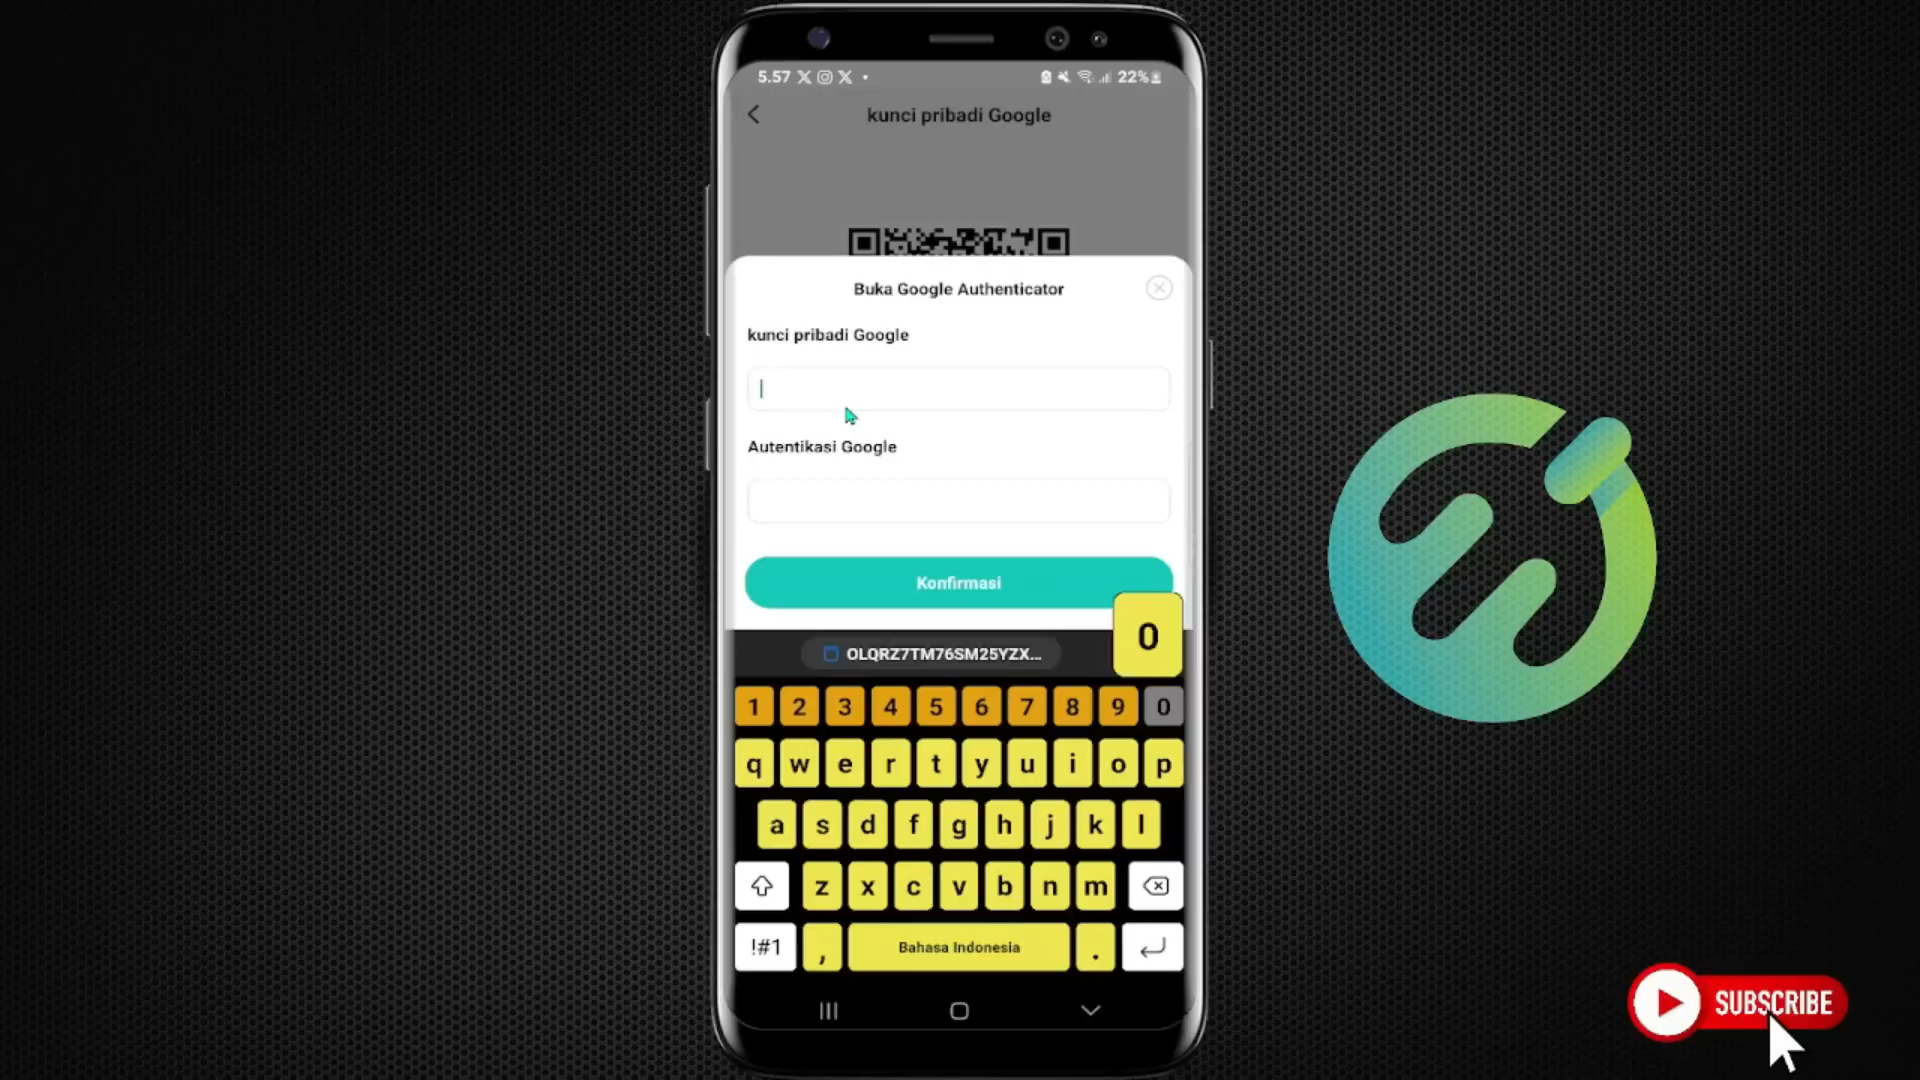 5.57
22%
kunci pribadi Google
Buka Google Authenticator
kunci pribadi Google
Autentikasi Google
Konfirmasi
0
OLQRZ7TM76SM25YZX...
1 2 3 4 5 6 7 8 9 0
q w e r t y u i o p
a s d f g h j k l
z x c v b n m
!#1 , Bahasa Indonesia .
SUBSCRIBE